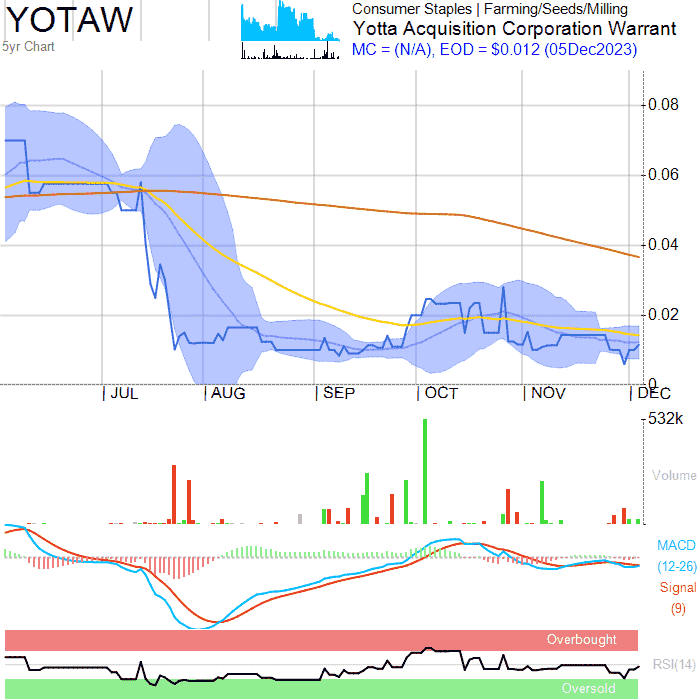 YOTAW
5yr Chart
Consumer Staples | Farming/Seeds/Milling
Yotta Acquisition Corporation Warrant
MC = (N/A), EOD = $0.012 (05Dec2023)
0.08
0.06
0.04
0.02
0
JUL AUG SEP OCT NOV DEC
532k
Volume
MACD
(12-26)
Signal
(9)
Overbought
RSI(14)
Oversold